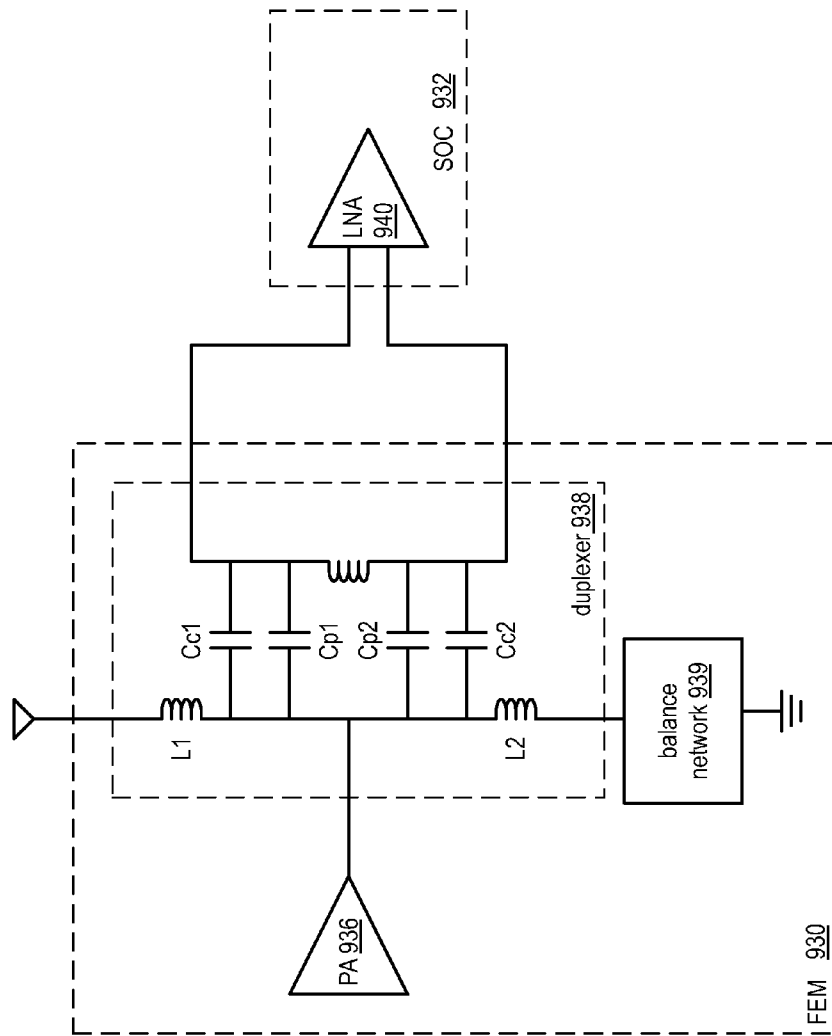 SOC 932
LNA
940
duplexer 938
Cc1
Cp1
Cp2
Cc2
L1
L2
balance
network 939
PA 936
FEM 930